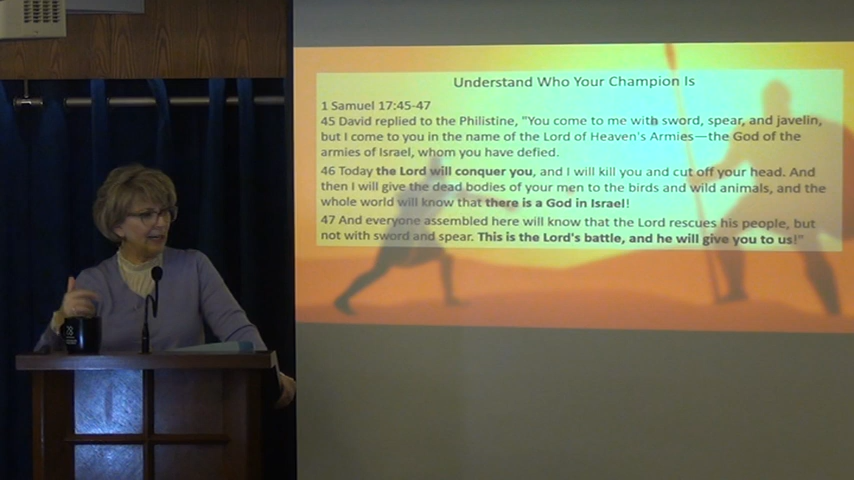 Understand Who Your Champion Is
1 Samuel 17:45-47
45 David replied to the Philistine, "You come to me with sword, spear, and javelin,
but I come to you in the name of the Lord of Heaven's Armies—the God of the
armies of Israel, whom you have defied.
46 Today the Lord will conquer you, and I will kill you and cut off your head. And
then I will give the dead bodies of your men to the birds and wild animals, and the
whole world will know that there is a God in Israel!
47 And everyone assembled here will know that the Lord rescues his people, but
not with sword and spear. This is the Lord's battle, and he will give you to us!"